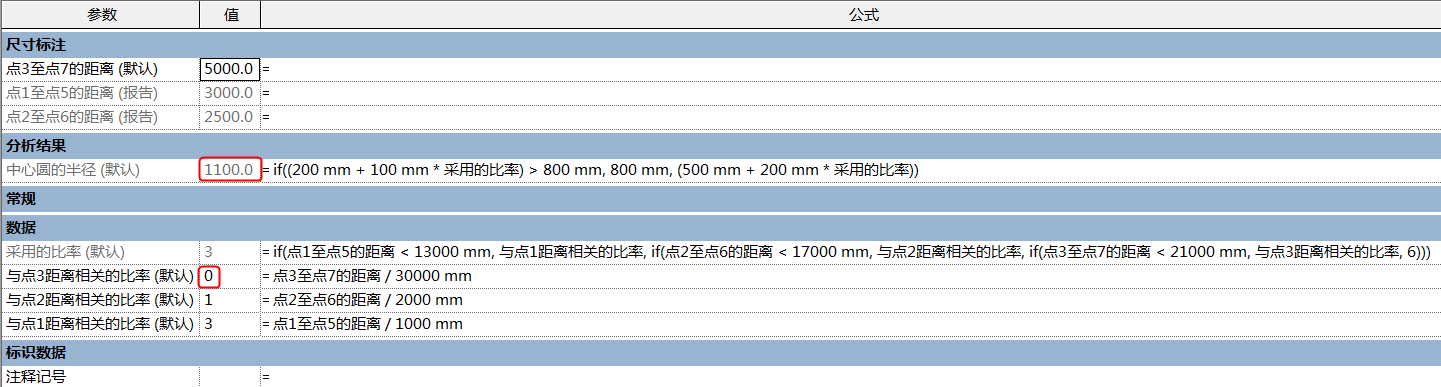 参数 值 公式
尺寸标注
点3至点7的距离 (默认) 5000.0 =
点1至点5的距离 (报告) 3000.0 =
点2至点6的距离 (报告) 2500.0 =
分析结果
中心圆的半径 (默认) 1100.0 = if((200 mm + 100 mm * 采用的比率) > 800 mm, 800 mm, (500 mm + 200 mm * 采用的比率))
常规
数据
采用的比率 (默认) 3 = if(点1至点5的距离 < 13000 mm, 与点1距离相关的比率, if(点2至点6的距离 < 17000 mm, 与点2距离相关的比率, if(点3至点7的距离 < 21000 mm, 与点3距离相关的比率, 6)))
与点3距离相关的比率 (默认) 0 = 点3至点7的距离 / 30000 mm
与点2距离相关的比率 (默认) 1 = 点2至点6的距离 / 2000 mm
与点1距离相关的比率 (默认) 3 = 点1至点5的距离 / 1000 mm
标识数据
注释记号 =